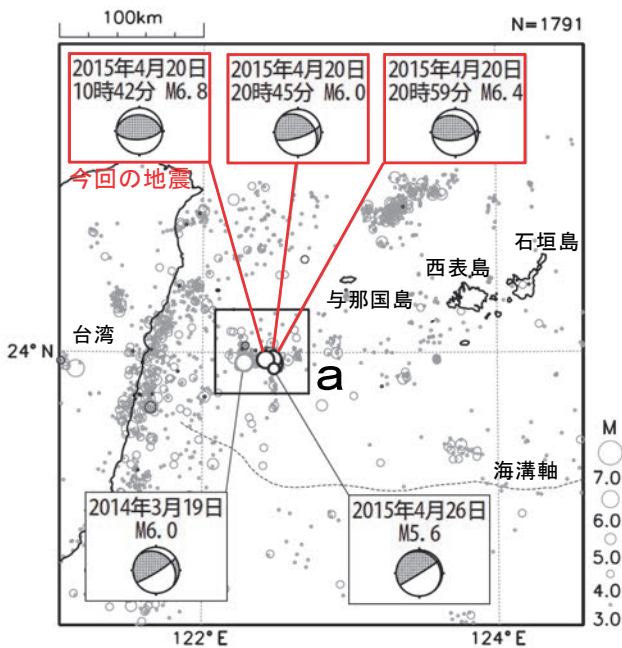 100km
N=1791
2015年4月20日
10時42分 M6.8
2015年4月20日
20時45分 M6.0
2015年4月20日
20時59分 M6.4
今回の地震
石垣島
西表島
与那国島
台湾
24°N
a
海溝軸
M
7.0
6.0
5.0
4.0
3.0
2014年3月19日
M6.0
2015年4月26日
M5.6
122°E
124°E